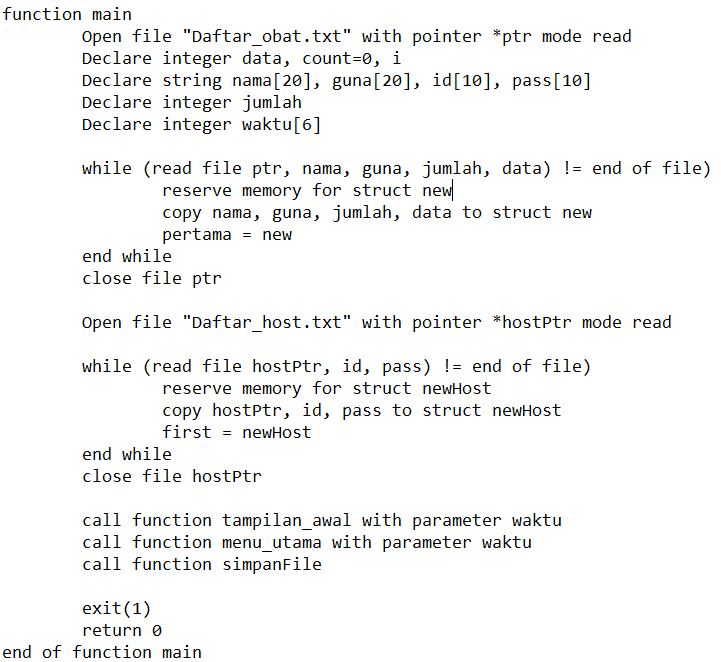 function main
Open file "Daftar_obat.txt" with pointer *ptr mode read
Declare integer data, count=0, i
Declare string nama[20], guna[20], id[10], pass[10]
Declare integer jumlah
Declare integer waktu[6]
while (read file ptr, nama, guna, jumlah, data) != end of file)
reserve memory for struct new
copy nama, guna, jumlah, data to struct new
pertama = new
end while
close file ptr
Open file "Daftar_host.txt" with pointer *hostPtr mode read
while (read file hostPtr, id, pass) != end of file)
reserve memory for struct newHost
copy hostPtr, id, pass to struct newHost
first = newHost
end while
close file hostPtr
call function tampilan_awal with parameter waktu
call function menu_utama with parameter waktu
call function simpanFile
exit(1)
return 0
end of function main